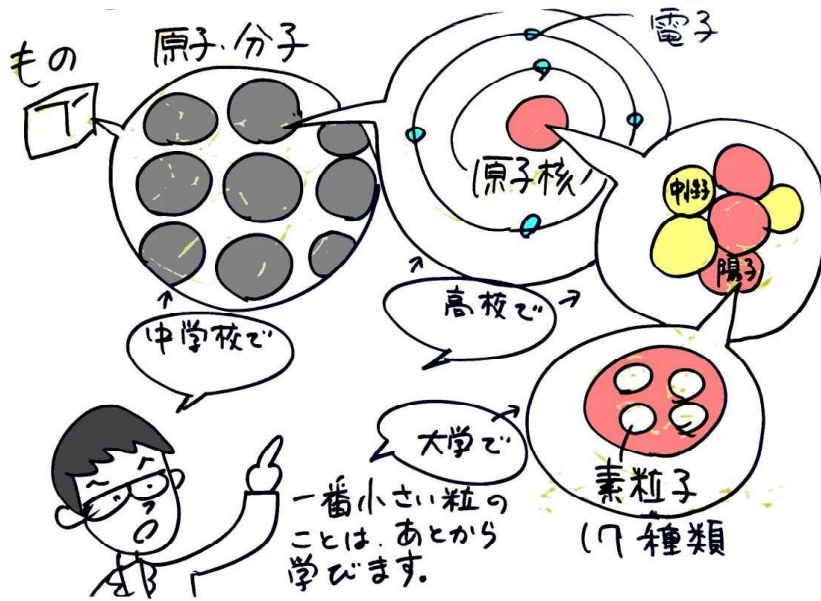 もの
原子・分子
電子
原子核
中性子
陽子
中学校で
高校で
大学で
素粒子
17種類
一番小さい粒の
ことは、あとから
学びます。